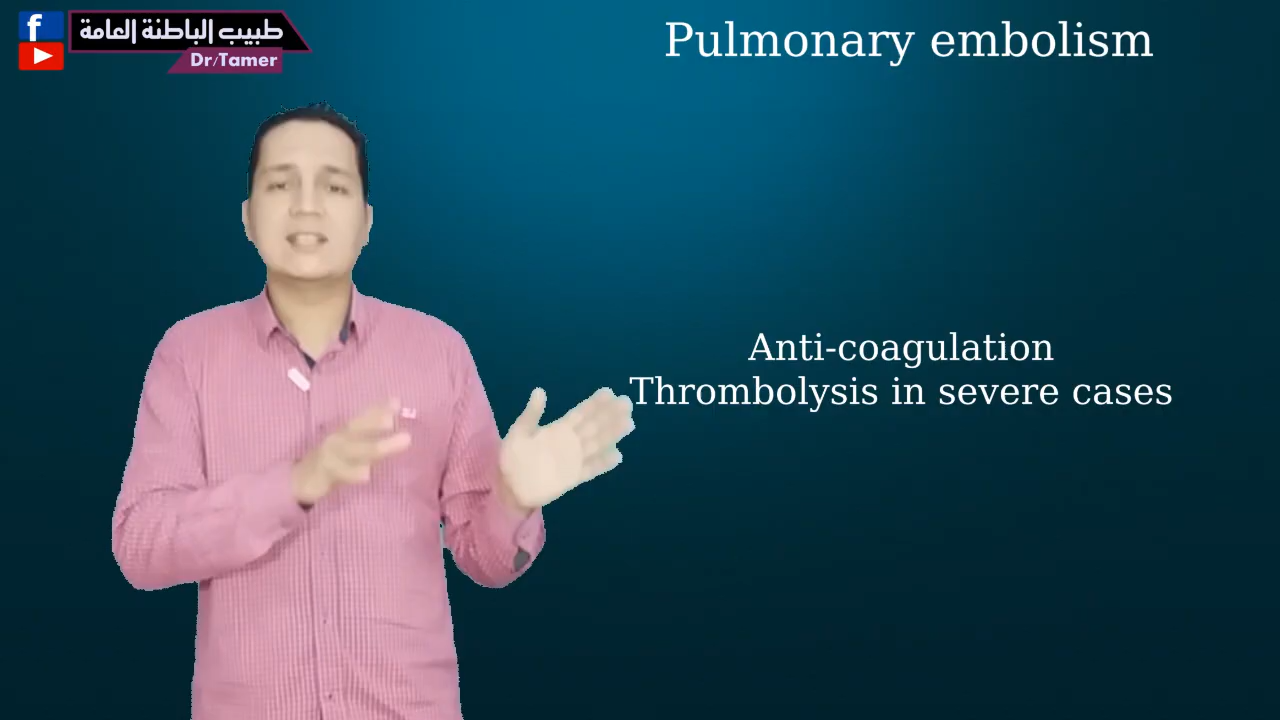 طبيب الباطنة العامة
Dr/Tamer
Pulmonary embolism
Anti-coagulation
Thrombolysis in severe cases